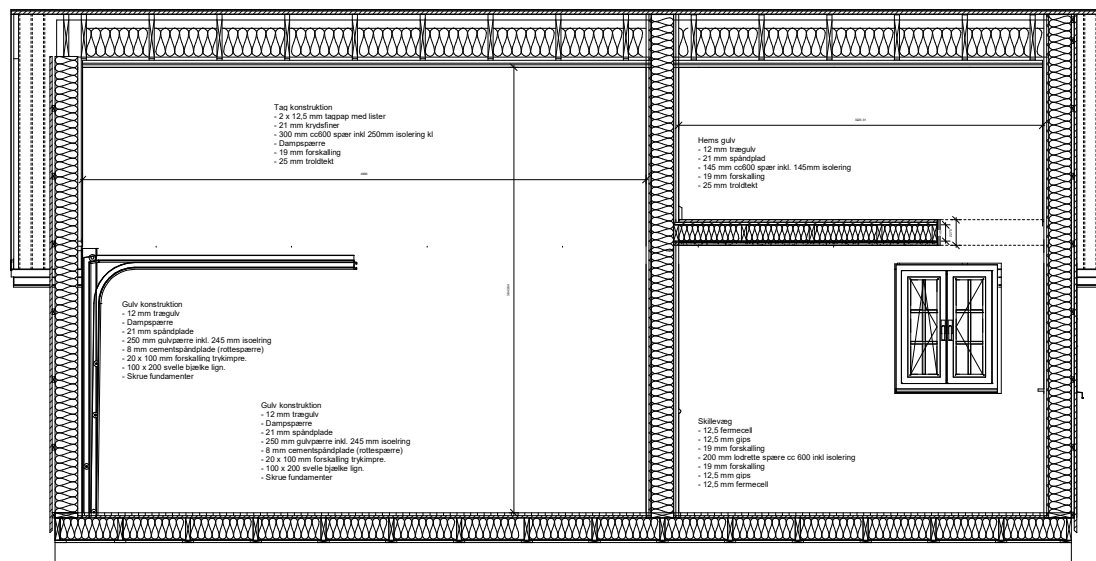 Tag konstruktion
- 2 x 12,5 mm tagpap med lister
- 21 mm krydsfiner
- 300 mm cc600 spær inkl 250mm isolering kl
- Dampspærre
- 19 mm forskalling
- 25 mm troldtekt
Hems gulv
- 12 mm trægulv
- 21 mm spåndplad
- 145 mm cc600 spær inkl. 145mm isolering
- 19 mm forskalling
- 25 mm troldtekt
Gulv konstruktion
- 12 mm trægulv
- Dampspærre
- 21 mm spåndplade
- 250 mm gulvpærre inkl. 245 mm isoelring
- 8 mm cementspåndplade (rottespærre)
- 20 x 100 mm forskalling trykimpre.
- 100 x 200 svelle bjælke lign.
- Skrue fundamenter
Gulv konstruktion
- 12 mm trægulv
- Dampspærre
- 21 mm spåndplade
- 250 mm gulvpærre inkl. 245 mm isoelring
- 8 mm cementspåndplade (rottespærre)
- 20 x 100 mm forskalling trykimpre.
- 100 x 200 svelle bjælke lign.
- Skrue fundamenter
Skillevæg
- 12,5 fermecell
- 12,5 mm gips
- 19 mm forskalling
- 200 mm lodrette spære cc 600 inkl isolering
- 19 mm forskalling
- 12,5 mm gips
- 12,5 mm fermecell